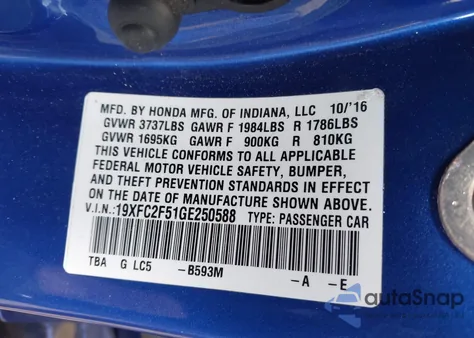 MFD. BY HONDA MFG. OF INDIANA, LLC 10/'16
GVWR 3737LBS GAWR F 1984LBS R 1786LBS
GVWR 1695KG GAWR F 900KG R 810KG
THIS VEHICLE CONFORMS TO ALL APPLICABLE
FEDERAL MOTOR VEHICLE SAFETY, BUMPER,
AND THEFT PREVENTION STANDARDS IN EFFECT
ON THE DATE OF MANUFACTURE SHOWN ABOVE.
V.I.N.:19XFC2F51GE250588 TYPE: PASSENGER CAR
TBA G LC5 -B593M -A -E
autoSnap